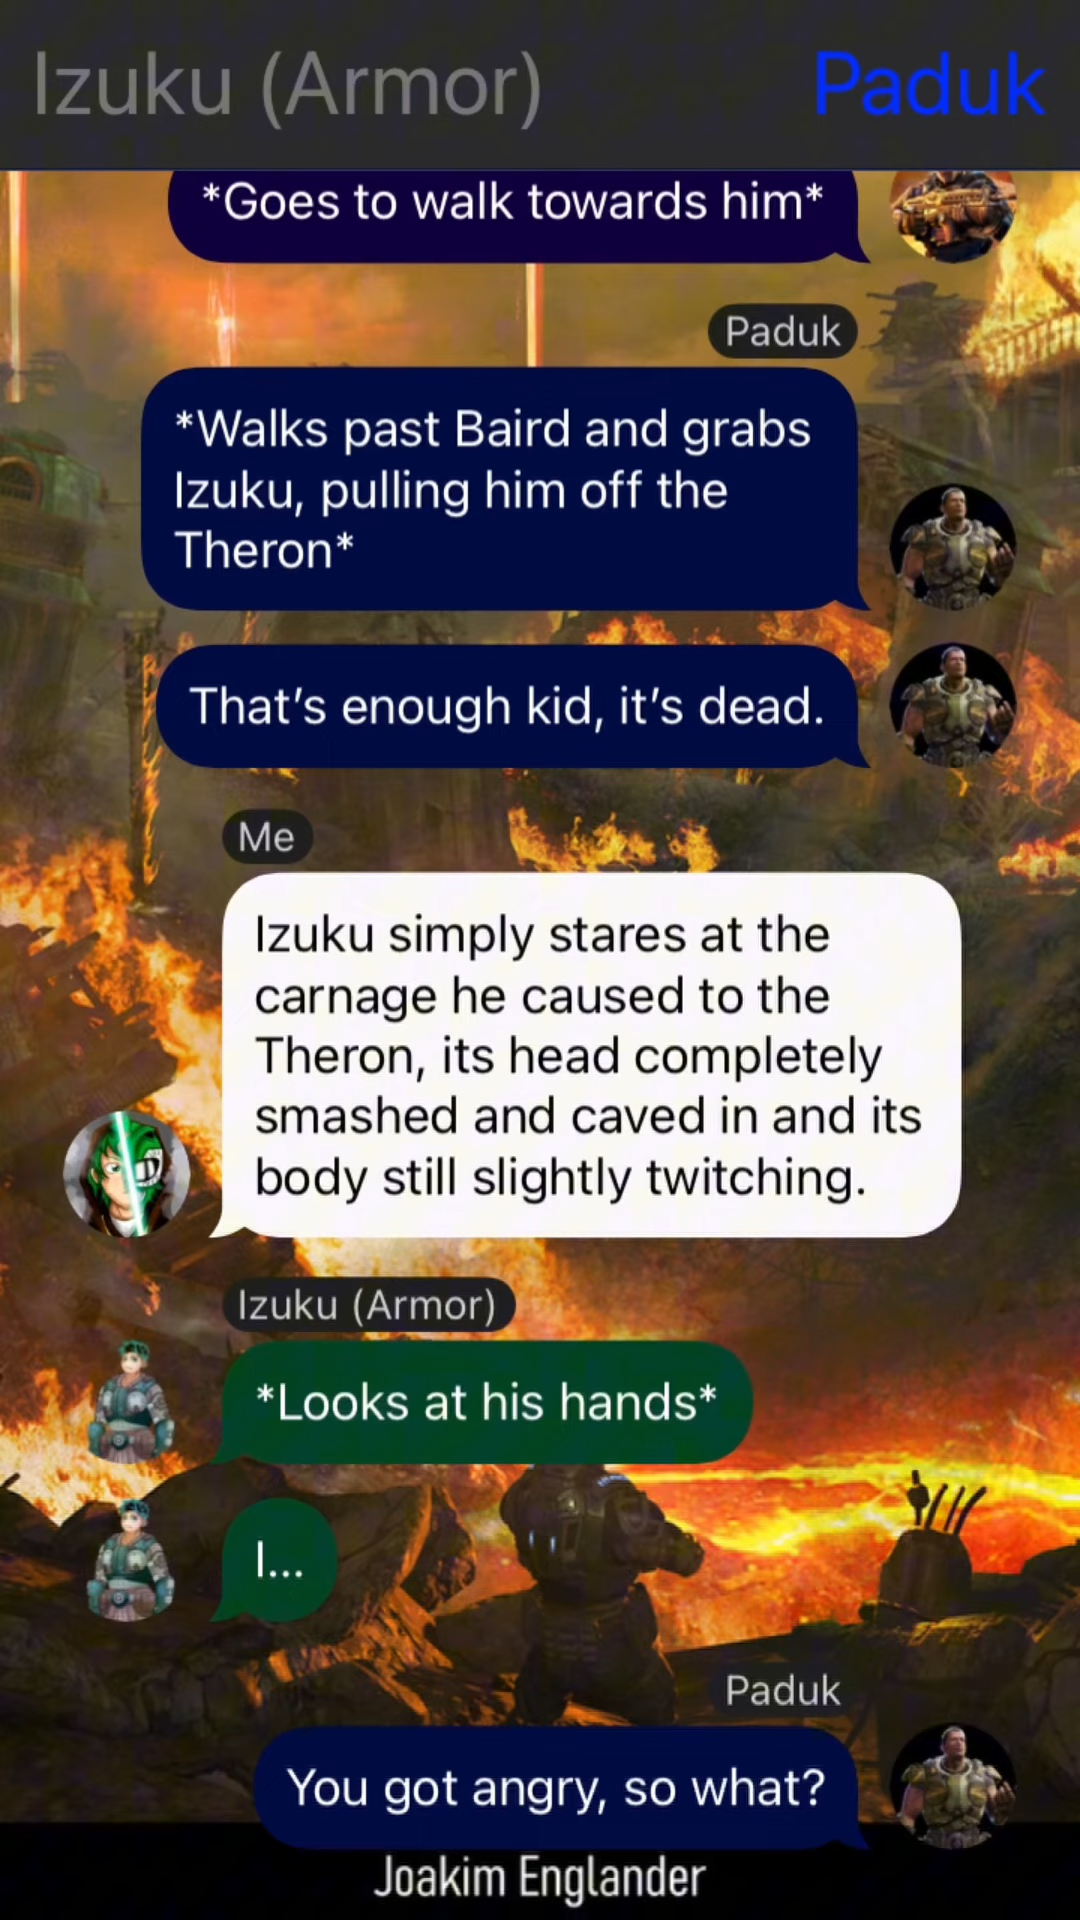 Izuku (Armor)
Paduk
*Goes to walk towards him*
Paduk
*Walks past Baird and grabs
Izuku, pulling him off the
Theron*
That’s enough kid, it’s dead.
Me
Izuku simply stares at the
carnage he caused to the
Theron, its head completely
smashed and caved in and its
body still slightly twitching.
Izuku (Armor)
*Looks at his hands*
I...
Paduk
You got angry, so what?
Joakim Englander